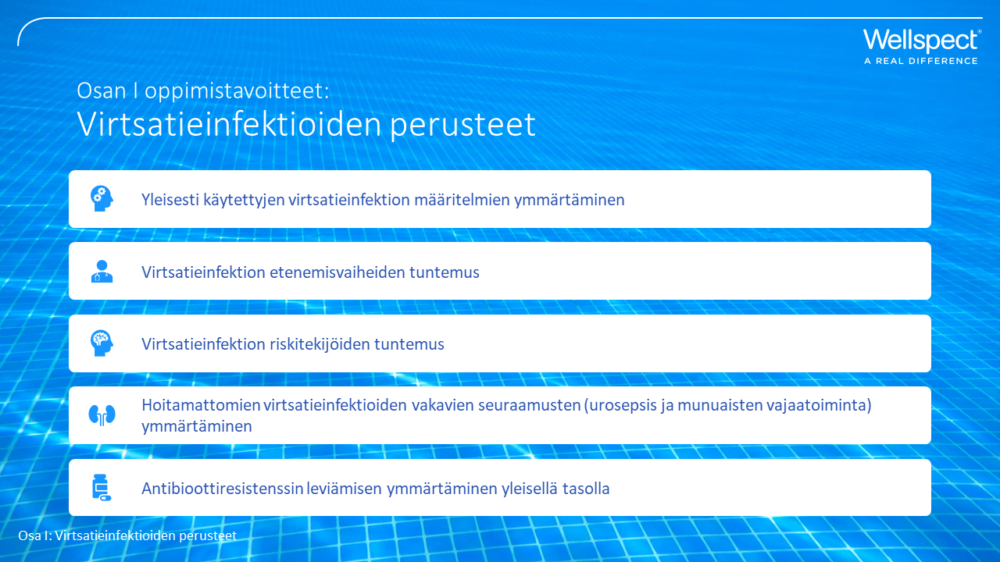 Wellspect®
A REAL DIFFERENCE
Osan I oppimistavoitteet:
Virtsatieinfektioiden perusteet
Yleisesti käytettyjen virtsatieinfektion määritelmien ymmärtäminen
Virtsatieinfektion etenemisvaiheiden tuntemus
Virtsatieinfektion riskitekijöiden tuntemus
Hoitamattomien virtsatieinfektioiden vakavien seuraamusten (urosepsis ja munuaisten vajaatoiminta)
ymmärtäminen
Antibioottiresistenssin leviämisen ymmärtäminen yleisellä tasolla
Osa I: Virtsatieinfektioiden perusteet